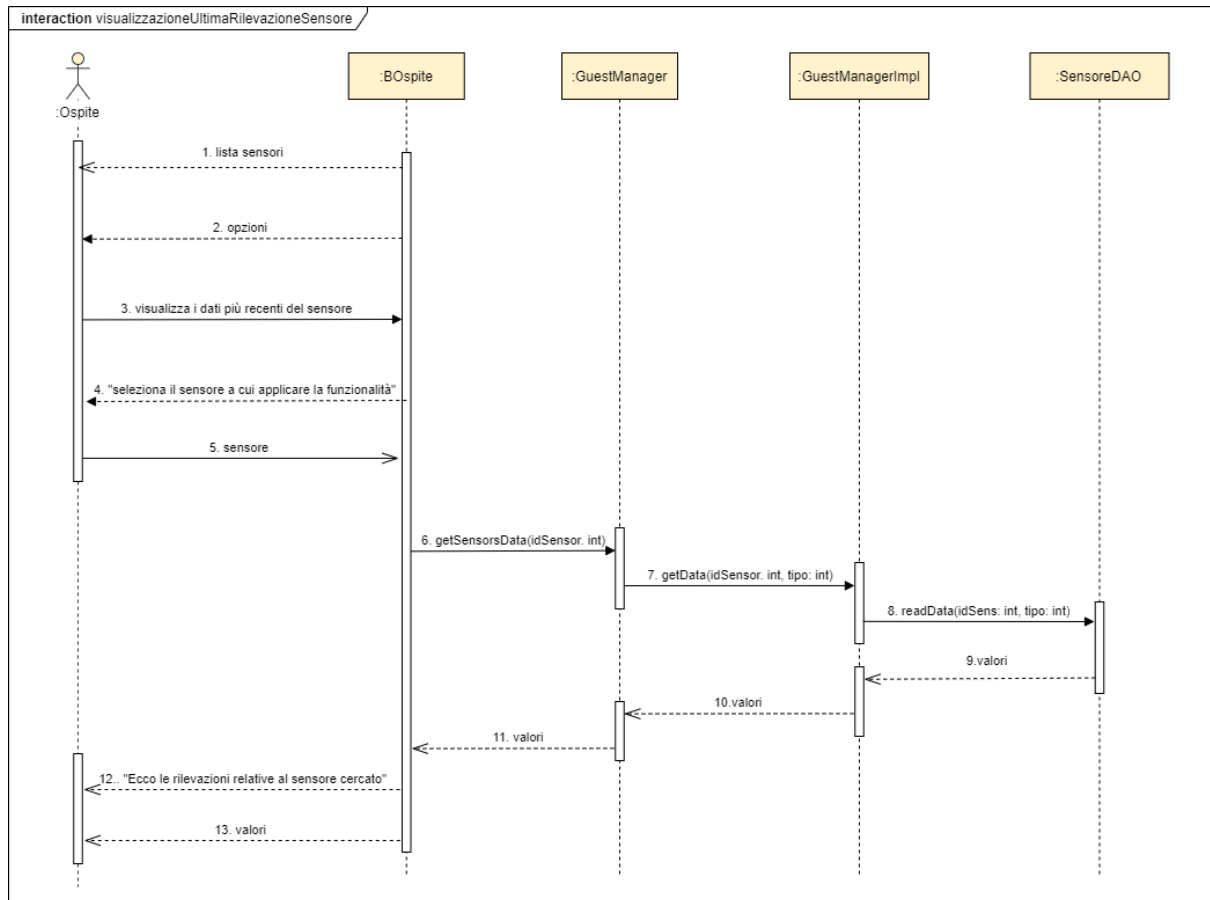 interaction visualizzazioneUltimaRilevazioneSensore
:Ospite
:BOspite
:GuestManager
:GuestManagerImpl
:SensoreDAO
1. lista sensori
2. opzioni
3. visualizza i dati più recenti del sensore
4. "seleziona il sensore a cui applicare la funzionalità"
5. sensore
6. getSensorsData(idSensor. int)
7. getData(idSensor. int, tipo: int)
8. readData(idSens: int, tipo: int)
9.valori
10.valori
11. valori
12.. "Ecco le rilevazioni relative al sensore cercato"
13. valori